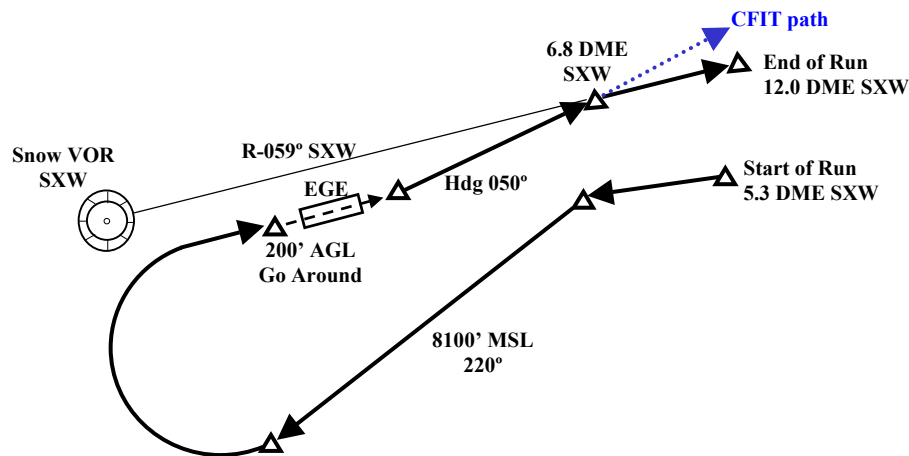 CFIT path
6.8 DME
SXW
End of Run
12.0 DME SXW
Snow VOR
SXW
R-059º SXW
EGE
Hdg 050º
Start of Run
5.3 DME SXW
200’ AGL
Go Around
8100’ MSL
220º